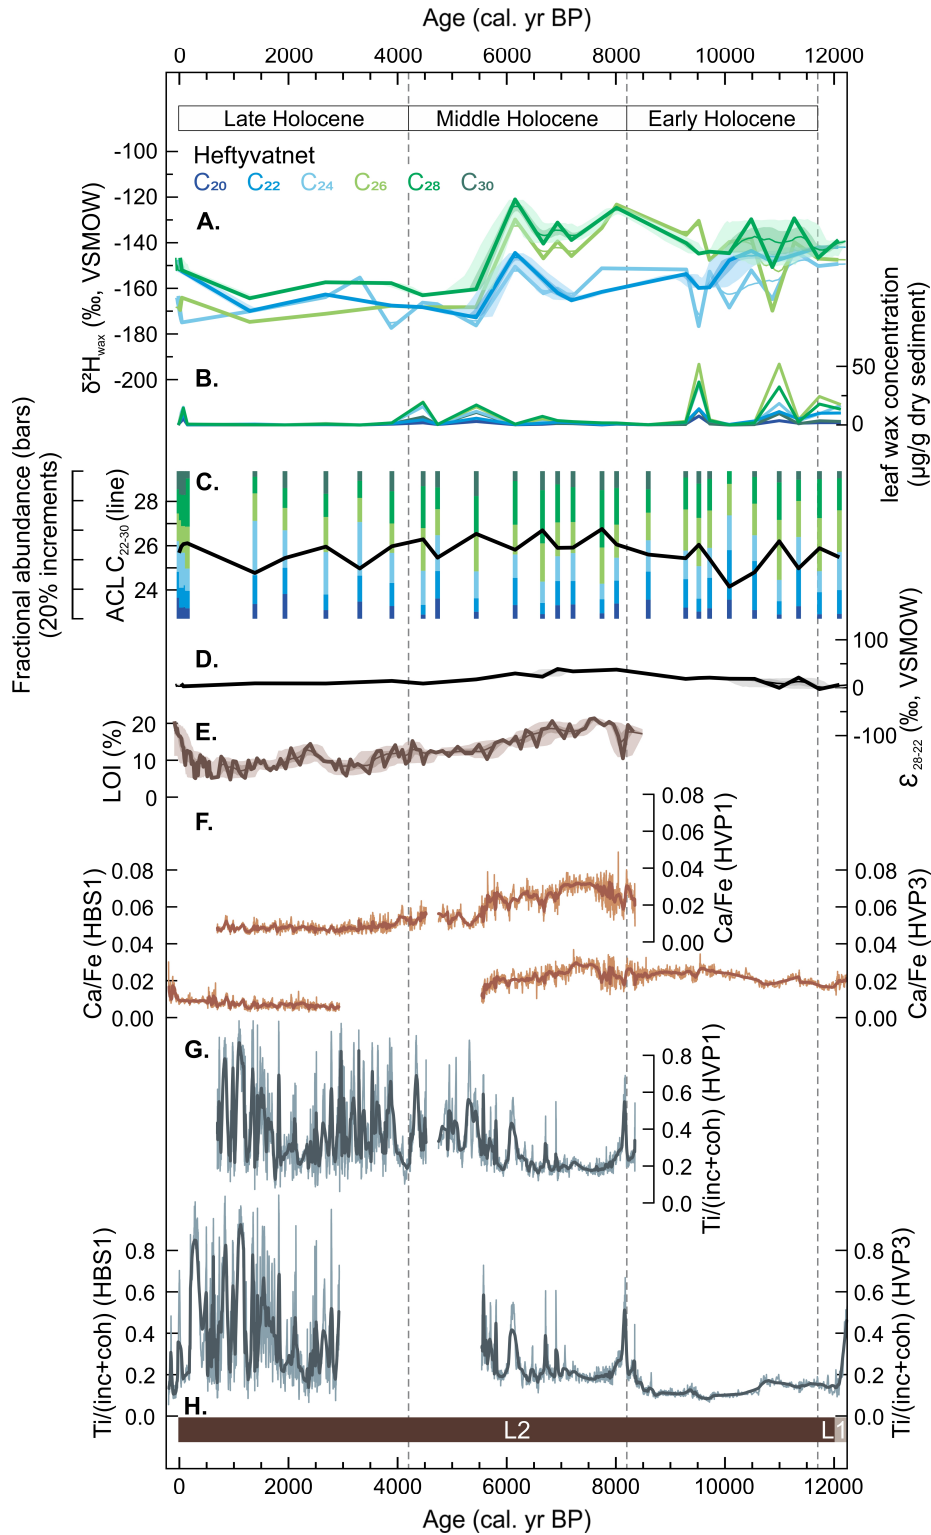 Age (cal. yr BP)
0 2000 4000 6000 8000 10000 12000
Late Holocene Middle Holocene Early Holocene
Heftyvatnet
C₂₀ C₂₂ C₂₄ C₂₆ C₂₈ C₃₀
A.
-100
-120
-140
-160
-180
-200
δ²H_wax (‰, VSMOW)
B.
50
0
leaf wax concentration
(µg/g dry sediment)
C.
Fractional abundance (bars)
(20% increments)
ACL C₂₂₋₃₀ (line)
28
26
24
D.
100
0
-100
ε₂₈₋₂₂ (‰, VSMOW)
E.
LOI (%)
20
10
0
F.
0.08
0.06
0.04
0.02
0.00
Ca/Fe (HVP1)
Ca/Fe (HBS1)
0.08
0.06
0.04
0.02
0.00
0.08
0.06
0.04
0.02
0.00
Ca/Fe (HVP3)
G.
0.8
0.6
0.4
0.2
0.0
Ti/(inc+coh) (HVP1)
Ti/(inc+coh) (HBS1)
0.8
0.6
0.4
0.2
0.0
0.8
0.6
0.4
0.2
0.0
Ti/(inc+coh) (HVP3)
H.
L2 L1
0 2000 4000 6000 8000 10000 12000
Age (cal. yr BP)